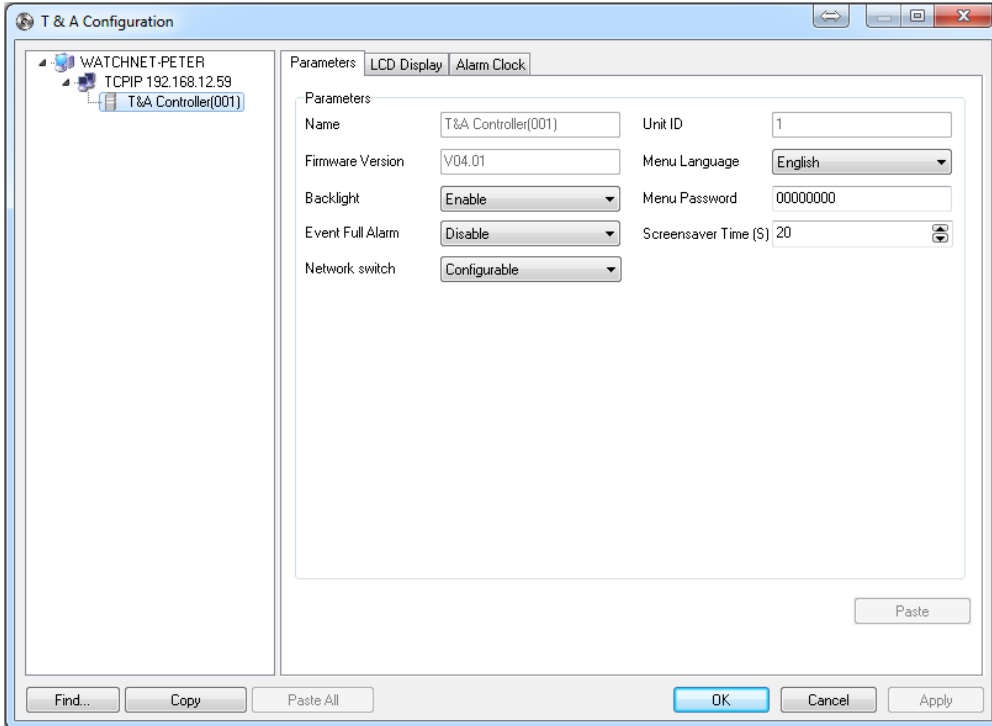 T & A Configuration
WATCHNET-PETER
TCPIP 192.168.12.59
T&A Controller(001)
Parameters LCD Display Alarm Clock
Parameters
Name T&A Controller(001) Unit ID 1
Firmware Version V04.01 Menu Language English
Backlight Enable Menu Password 00000000
Event Full Alarm Disable Screensaver Time (S) 20
Network switch Configurable
Paste
Find... Copy Paste All OK Cancel Apply